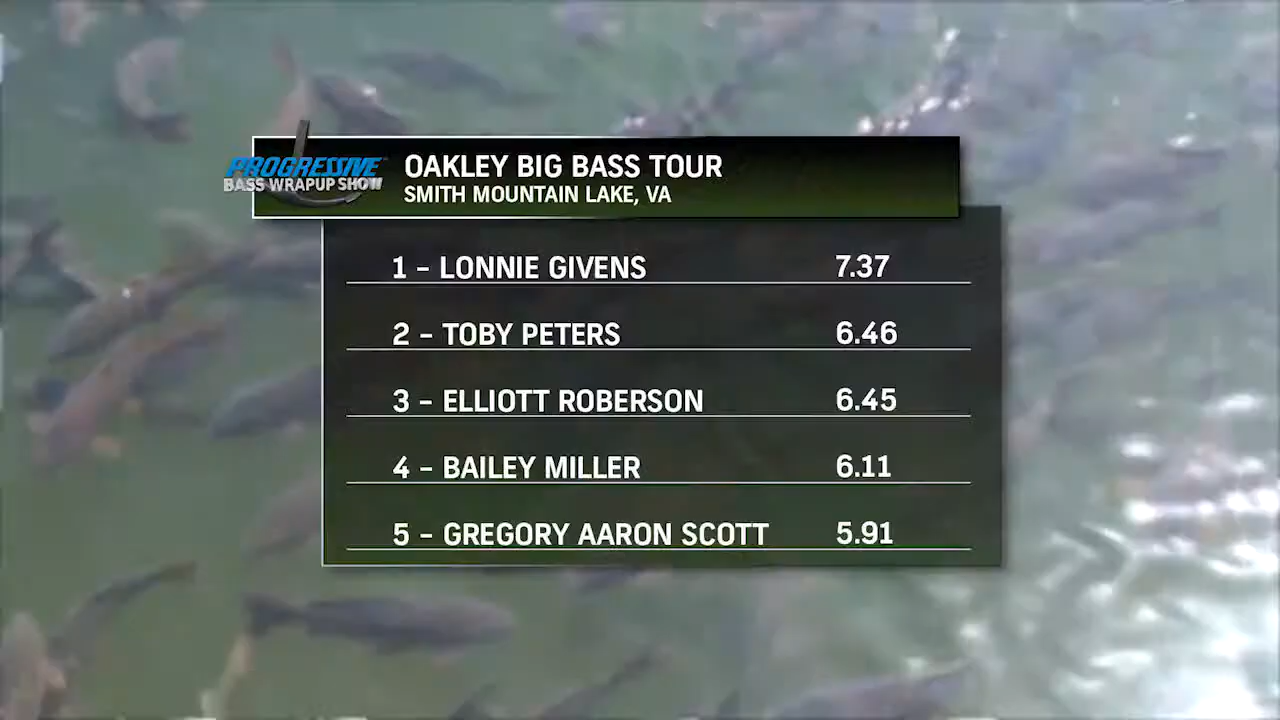 PROGRESSIVE
BASS WRAPUP SHOW
OAKLEY BIG BASS TOUR
SMITH MOUNTAIN LAKE, VA
1 - LONNIE GIVENS 7.37
2 - TOBY PETERS 6.46
3 - ELLIOTT ROBERSON 6.45
4 - BAILEY MILLER 6.11
5 - GREGORY AARON SCOTT 5.91